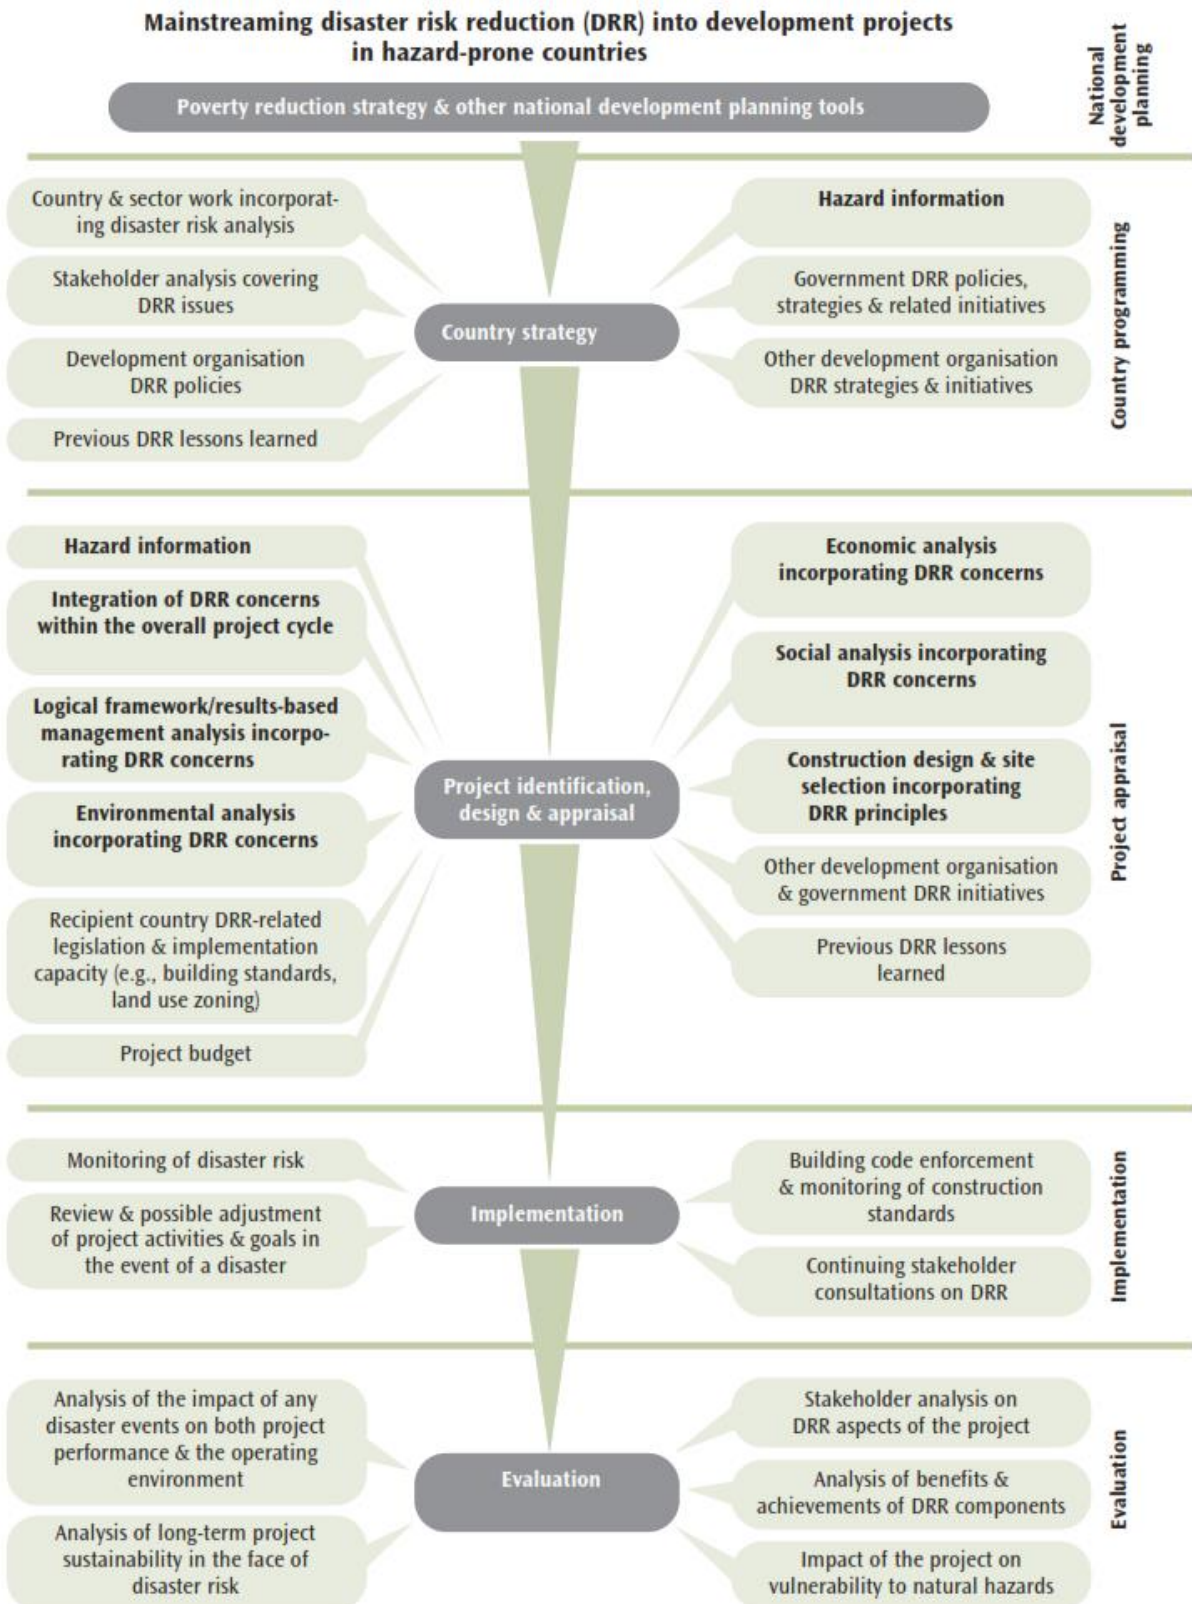 Mainstreaming disaster risk reduction (DRR) into development projects
in hazard-prone countries
National
development
planning
Poverty reduction strategy & other national development planning tools
Country & sector work incorporat-
ing disaster risk analysis
Stakeholder analysis covering
DRR issues
Development organisation
DRR policies
Previous DRR lessons learned
Country strategy
Hazard information
Government DRR policies,
strategies & related initiatives
Other development organisation
DRR strategies & initiatives
Country programming
Hazard information
Integration of DRR concerns
within the overall project cycle
Logical framework/results-based
management analysis incorpo-
rating DRR concerns
Environmental analysis
incorporating DRR concerns
Recipient country DRR-related
legislation & implementation
capacity (e.g., building standards,
land use zoning)
Project budget
Project identification,
design & appraisal
Economic analysis
incorporating DRR concerns
Social analysis incorporating
DRR concerns
Construction design & site
selection incorporating
DRR principles
Other development organisation
& government DRR initiatives
Previous DRR lessons
learned
Project appraisal
Monitoring of disaster risk
Review & possible adjustment
of project activities & goals in
the event of a disaster
Implementation
Building code enforcement
& monitoring of construction
standards
Continuing stakeholder
consultations on DRR
Implementation
Analysis of the impact of any
disaster events on both project
performance & the operating
environment
Analysis of long-term project
sustainability in the face of
disaster risk
Evaluation
Stakeholder analysis on
DRR aspects of the project
Analysis of benefits &
achievements of DRR components
Impact of the project on
vulnerability to natural hazards
Evaluation